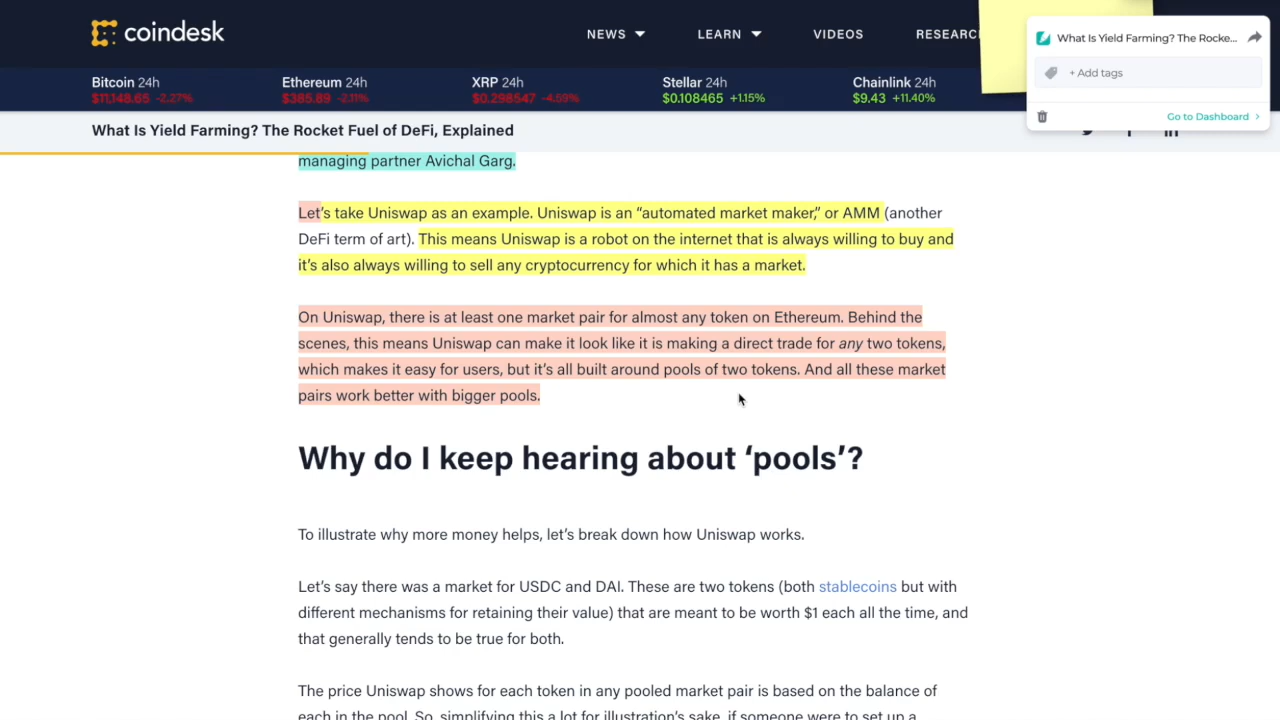 coindesk
NEWS LEARN VIDEOS RESEARCH
What Is Yield Farming? The Rocke...
+ Add tags
Go to Dashboard
Bitcoin 24h Ethereum 24h XRP 24h Stellar 24h Chainlink 24h
$11,148.65 -2.27% $385.89 -2.11% $0.298547 -4.59% $0.108465 +1.15% $9.43 +11.40%
What Is Yield Farming? The Rocket Fuel of DeFi, Explained
managing partner Avichal Garg.
Let’s take Uniswap as an example. Uniswap is an “automated market maker,” or AMM (another
DeFi term of art). This means Uniswap is a robot on the internet that is always willing to buy and
it’s also always willing to sell any cryptocurrency for which it has a market.
On Uniswap, there is at least one market pair for almost any token on Ethereum. Behind the
scenes, this means Uniswap can make it look like it is making a direct trade for any two tokens,
which makes it easy for users, but it’s all built around pools of two tokens. And all these market
pairs work better with bigger pools.
Why do I keep hearing about ‘pools’?
To illustrate why more money helps, let’s break down how Uniswap works.
Let’s say there was a market for USDC and DAI. These are two tokens (both stablecoins but with
different mechanisms for retaining their value) that are meant to be worth $1 each all the time, and
that generally tends to be true for both.
The price Uniswap shows for each token in any pooled market pair is based on the balance of
each in the pool. So, simplifying this a lot for illustration’s sake, if someone were to set up a